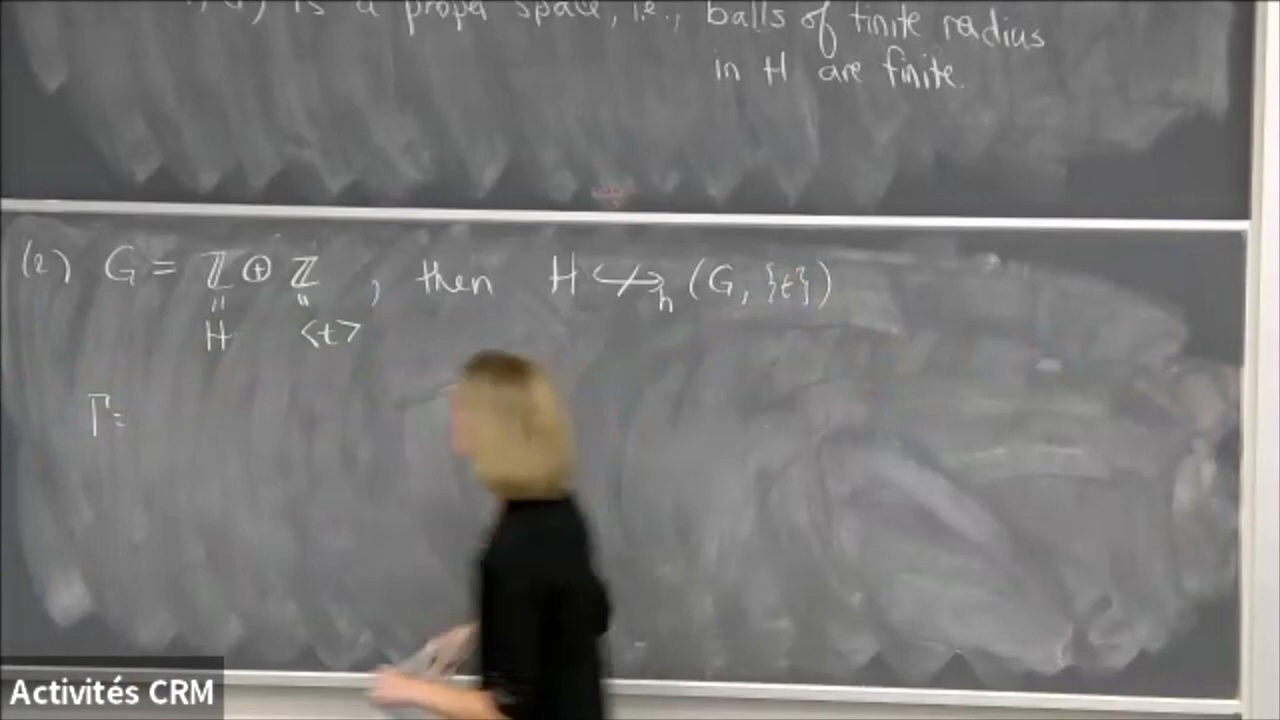 ) is a proper space, i.e., balls of finite radius
in H are finite.
(2) G = ℤ ⊕ ℤ , then H ↪̸ₕ (G, {t})
" "
H <t>
Γ =
Activités CRM